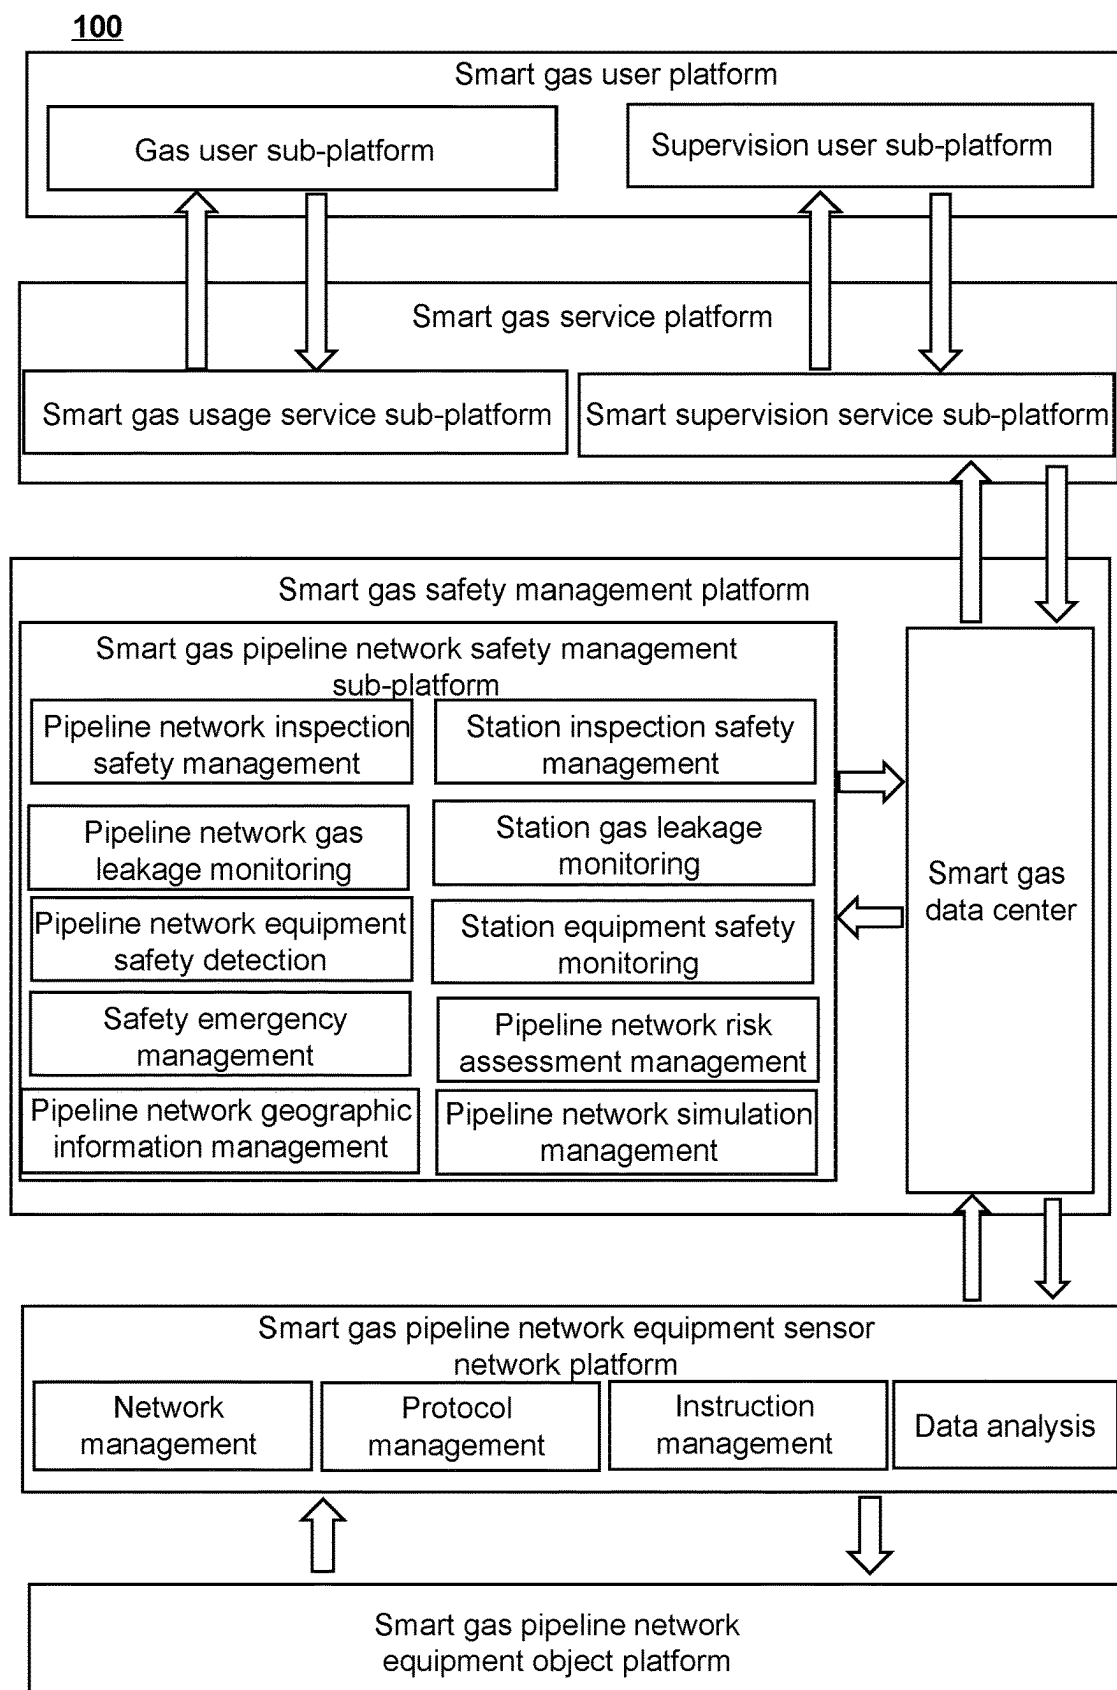 100
Smart gas user platform
Gas user sub-platform
Supervision user sub-platform
Smart gas service platform
Smart gas usage service sub-platform
Smart supervision service sub-platform
Smart gas safety management platform
Smart gas pipeline network safety management
sub-platform
Pipeline network inspection
safety management
Station inspection safety
management
Pipeline network gas
leakage monitoring
Station gas leakage
monitoring
Pipeline network equipment
safety detection
Station equipment safety
monitoring
Safety emergency
management
Pipeline network risk
assessment management
Pipeline network geographic
information management
Pipeline network simulation
management
Smart gas
data center
Smart gas pipeline network equipment sensor
network platform
Network
management
Protocol
management
Instruction
management
Data analysis
Smart gas pipeline network
equipment object platform